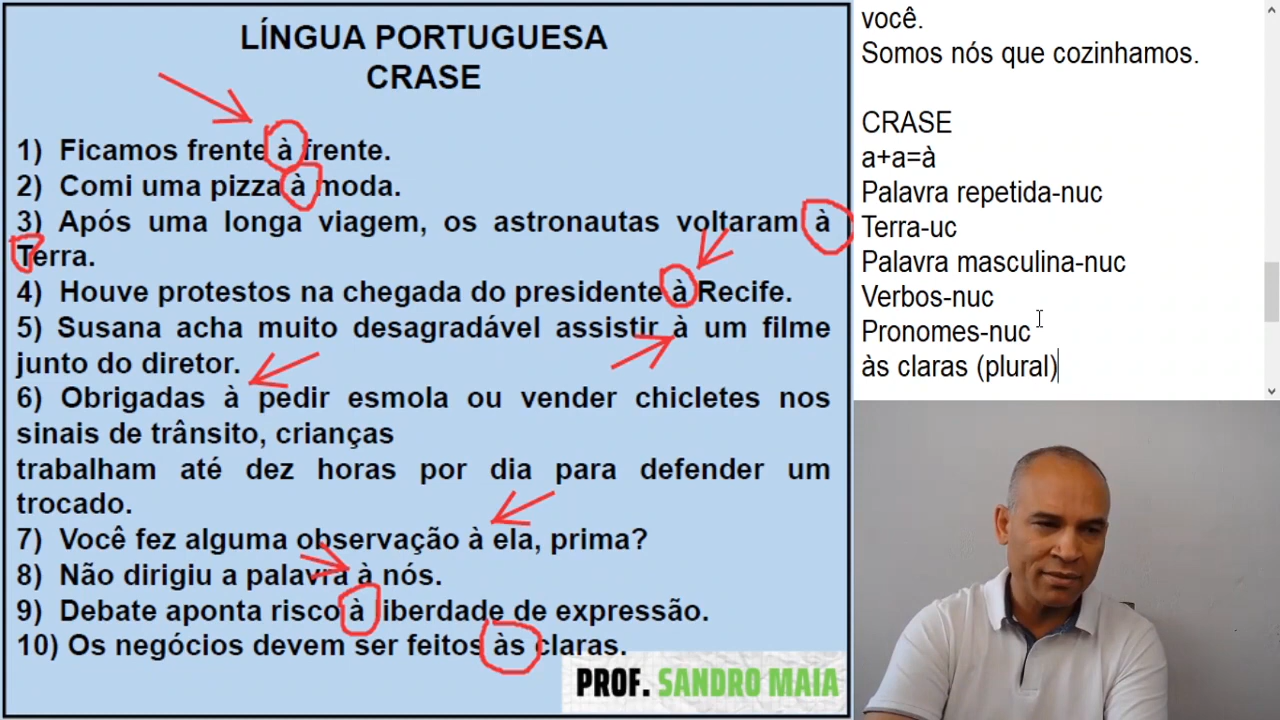 LÍNGUA PORTUGUESA
CRASE
1) Ficamos frente à frente.
2) Comi uma pizza à moda.
3) Após uma longa viagem, os astronautas voltaram à
Terra.
4) Houve protestos na chegada do presidente à Recife.
5) Susana acha muito desagradável assistir à um filme
junto do diretor.
6) Obrigadas à pedir esmola ou vender chicletes nos
sinais de trânsito, crianças
trabalham até dez horas por dia para defender um
trocado.
7) Você fez alguma observação à ela, prima?
8) Não dirigiu a palavra à nós.
9) Debate aponta risco à liberdade de expressão.
10) Os negócios devem ser feitos às claras.
PROF. SANDRO MAIA
você.
Somos nós que cozinhamos.
CRASE
a+a=à
Palavra repetida-nuc
Terra-uc
Palavra masculina-nuc
Verbos-nuc
Pronomes-nuc
às claras (plural)